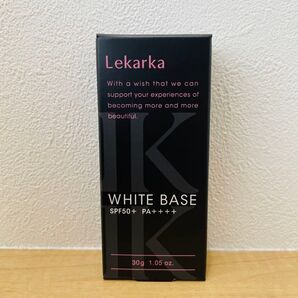 Lekarka
With a wish that we can
support your experiences of
becoming more and more
beautiful.
WHITE BASE
SPF50+ PA++++
30g 1.05 oz.